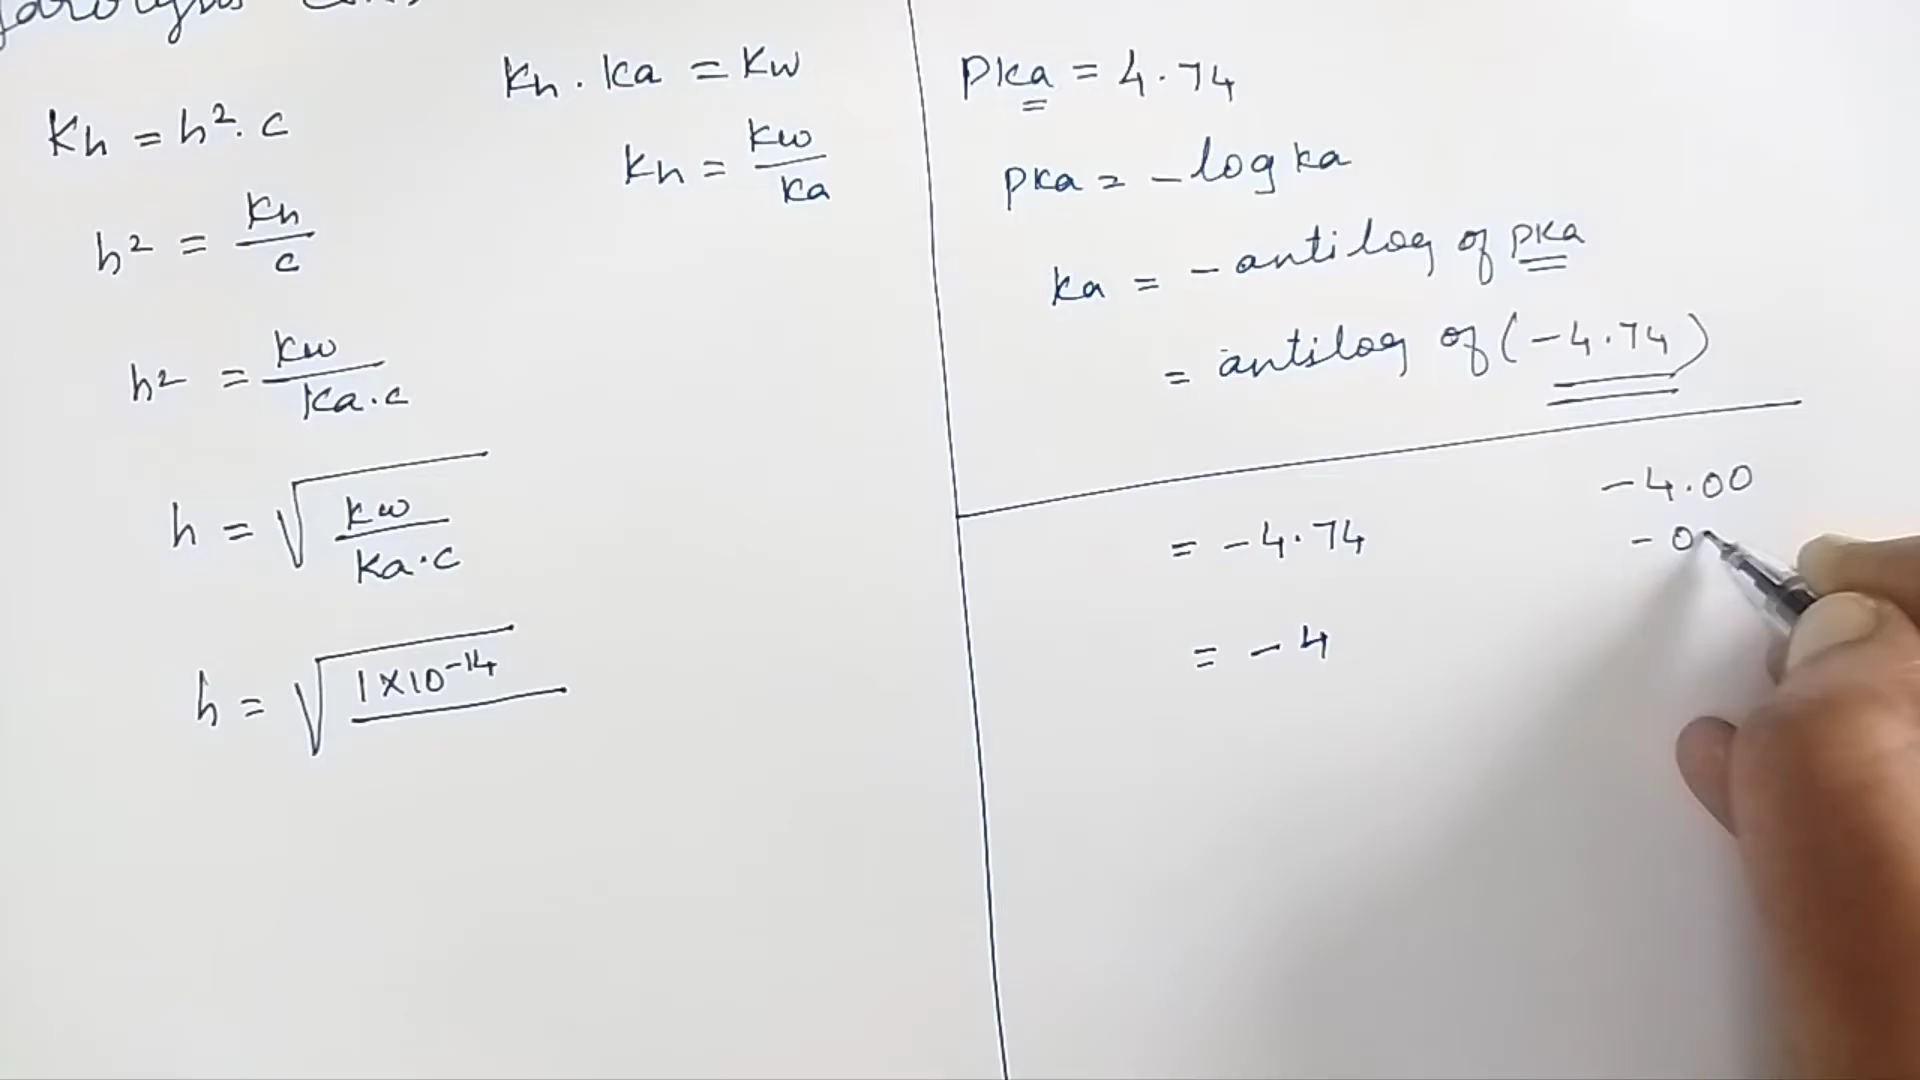 Kh = h². c
h² = Kh / c
h² = Kw / Ka.c
h = √ Kw / Ka.c
h = √ 1 × 10⁻¹⁴
Kh . Ka = Kw
Kh = Kw / Ka
PKa = 4.74
PKa = - log Ka
Ka = - antilog of PKa
= antilog of (-4.74)
= -4.74
= -4
-4.00
-0